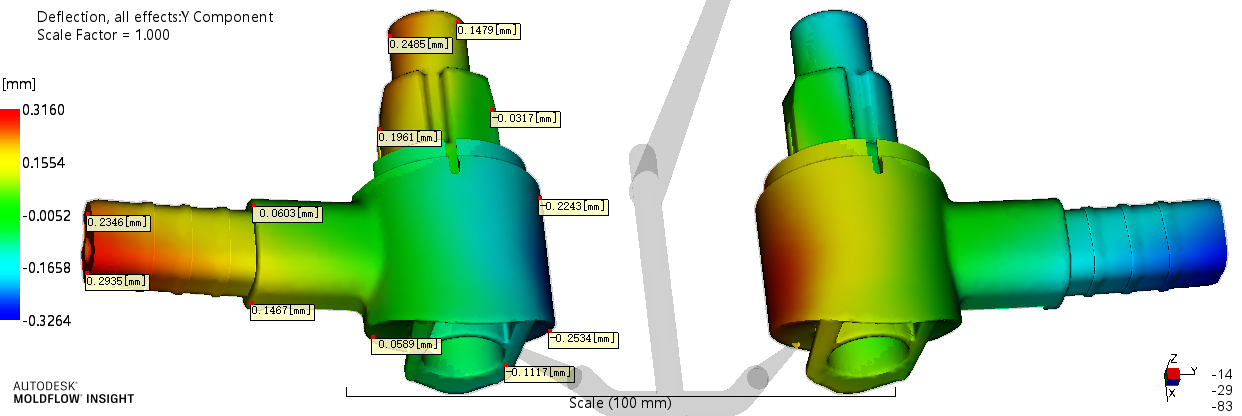 Deflection, all effects:Y Component
Scale Factor = 1.000
[mm]
0.3160
0.1554
-0.0052
-0.1658
-0.3264
0.2485[mm]
0.1479[mm]
-0.0317[mm]
0.1961[mm]
-0.2243[mm]
0.2346[mm]
0.0603[mm]
0.2935[mm]
0.1467[mm]
0.0589[mm]
-0.2534[mm]
-0.1117[mm]
Scale (100 mm)
AUTODESK®
MOLDFLOW® INSIGHT
Z
Y
X
-14
-29
-83